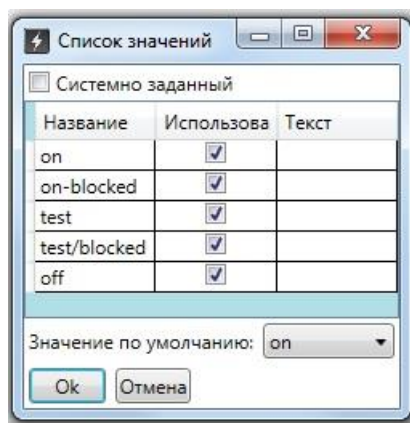 Список значений
Системно заданный
Название Использова Текст
on
on-blocked
test
test/blocked
off
Значение по умолчанию: on
Ok Отмена